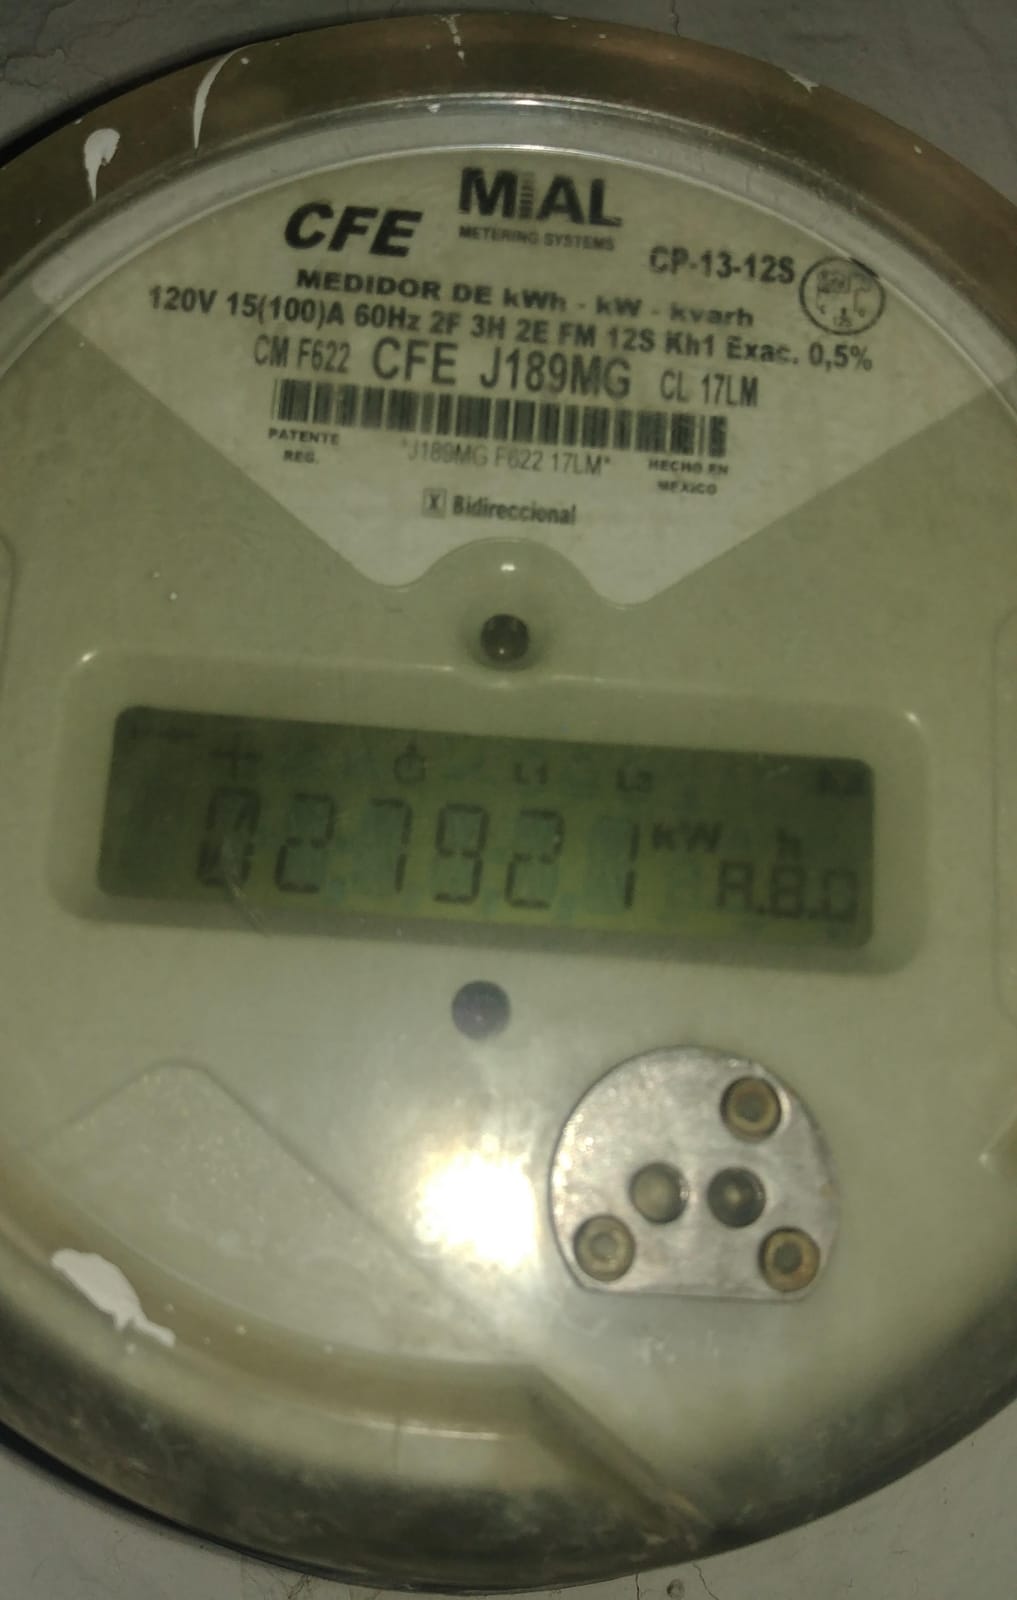 MIAL
CFE METERING SYSTEMS CP-13-12S
MEDIDOR DE kWh - kW - kvarh
120V 15(100)A 60Hz 2F 3H 2E FM 12S Kh1 Exac. 0,5%
CM F622 CFE J189MG CL 17LM
PATENTE REG.
*J189MG F622 17LM*
HECHO EN MEXICO
X Bidireccional
L1 L2
027921 kW h
A.B.D